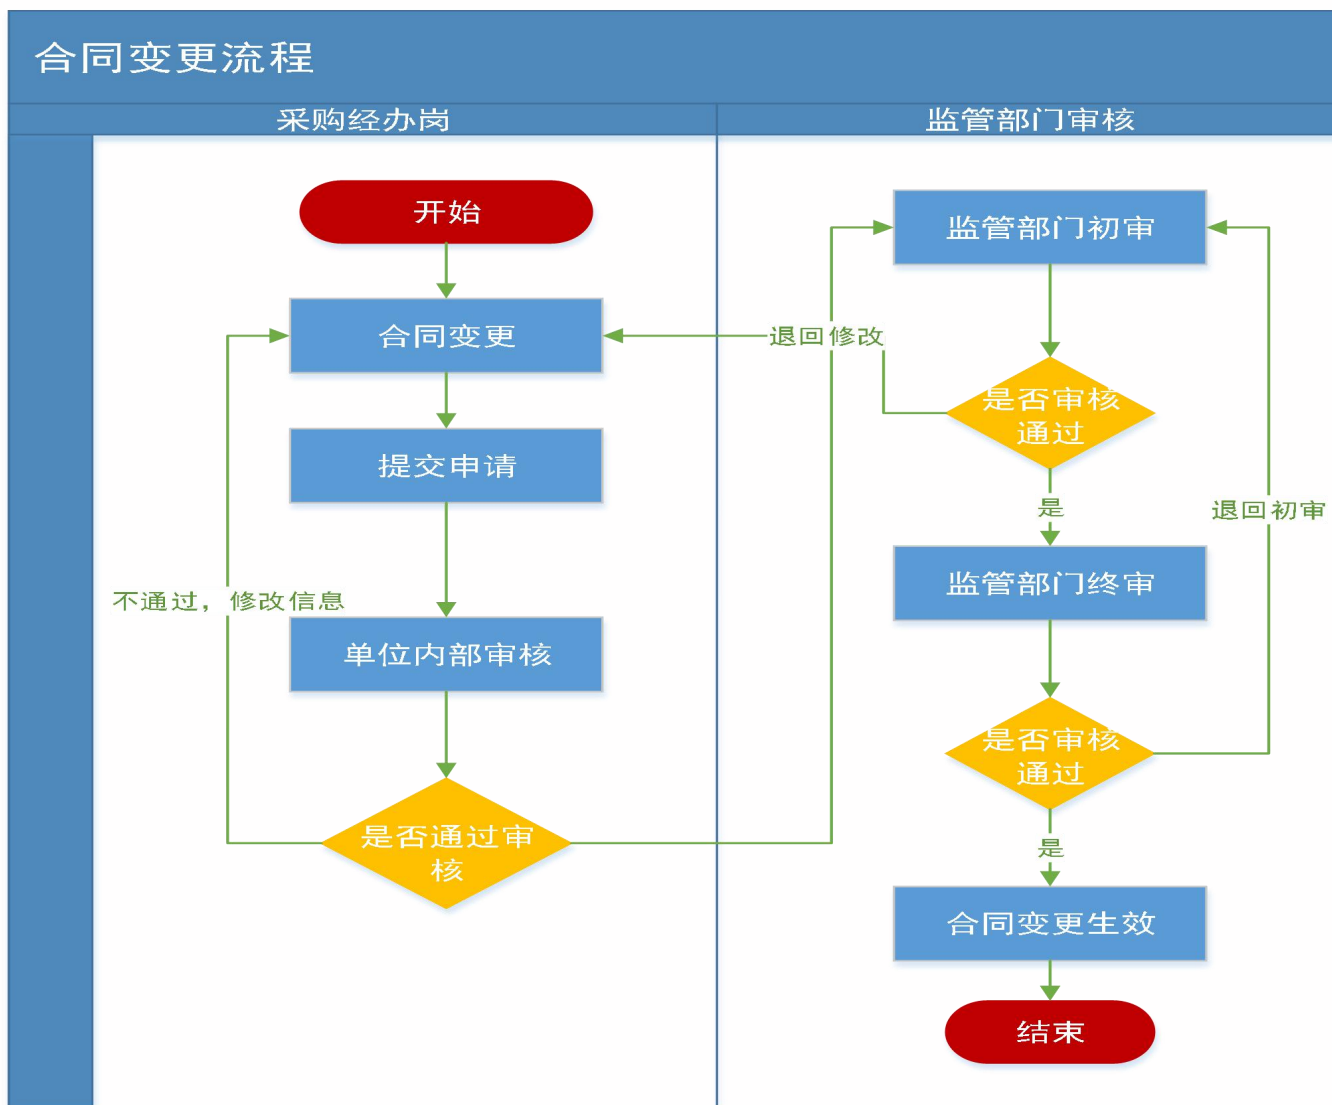 合同变更流程
采购经办岗
监管部门审核
开始
合同变更
提交申请
不通过，修改信息
单位内部审核
是否通过审
核
监管部门初审
退回修改
是否审核
通过
是
退回初审
监管部门终审
是否审核
通过
是
合同变更生效
结束